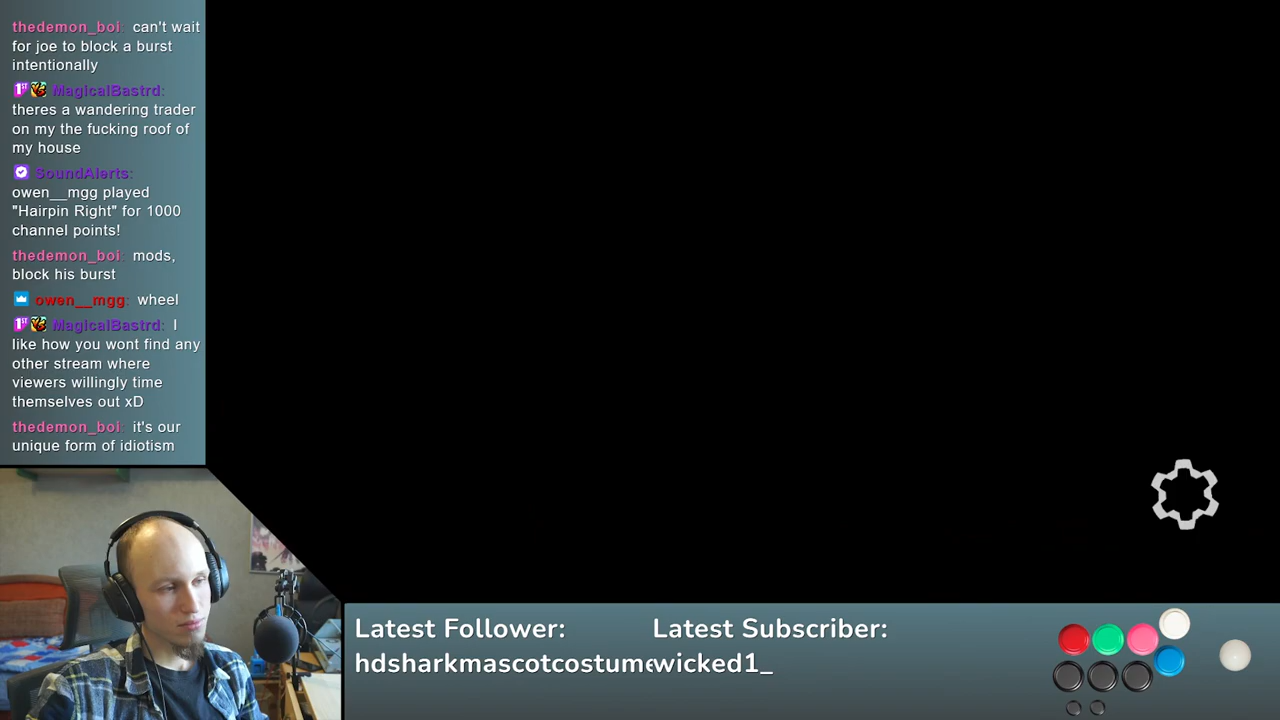 thedemon_boi: can't wait
for joe to block a burst
intentionally
MagicalBastrd:
theres a wandering trader
on my the fucking roof of
my house
SoundAlerts:
owen__mgg played
"Hairpin Right" for 1000
channel points!
thedemon_boi: mods,
block his burst
owen__mgg: wheel
MagicalBastrd: I
like how you wont find any
other stream where
viewers willingly time
themselves out xD
thedemon_boi: it's our
unique form of idiotism
Latest Follower:
hdsharkmascotcostume
Latest Subscriber:
wicked1_